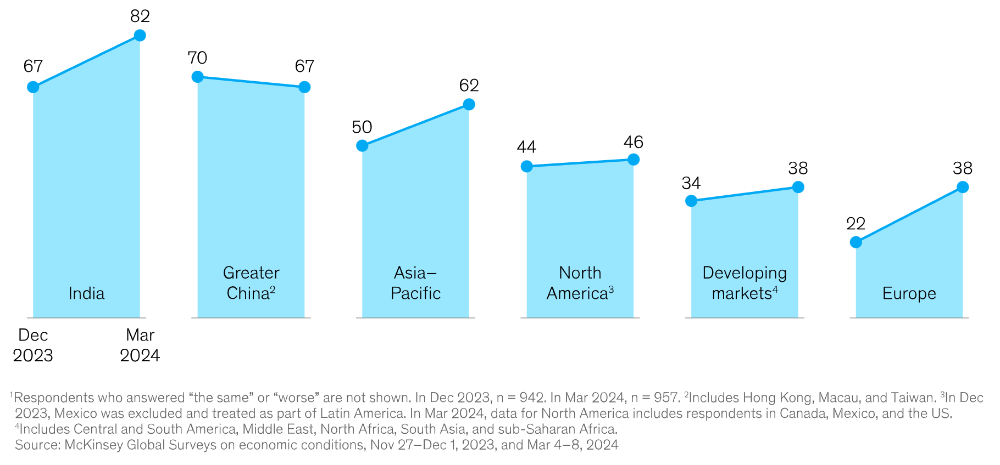 82
67
70
67
50
62
44
46
34
38
22
38
India
Greater
China²
Asia–
Pacific
North
America³
Developing
markets⁴
Europe
Dec
2023
Mar
2024
¹Respondents who answered “the same” or “worse” are not shown. In Dec 2023, n = 942. In Mar 2024, n = 957. ²Includes Hong Kong, Macau, and Taiwan. ³In Dec
2023, Mexico was excluded and treated as part of Latin America. In Mar 2024, data for North America includes respondents in Canada, Mexico, and the US.
⁴Includes Central and South America, Middle East, North Africa, South Asia, and sub-Saharan Africa.
Source: McKinsey Global Surveys on economic conditions, Nov 27–Dec 1, 2023, and Mar 4–8, 2024